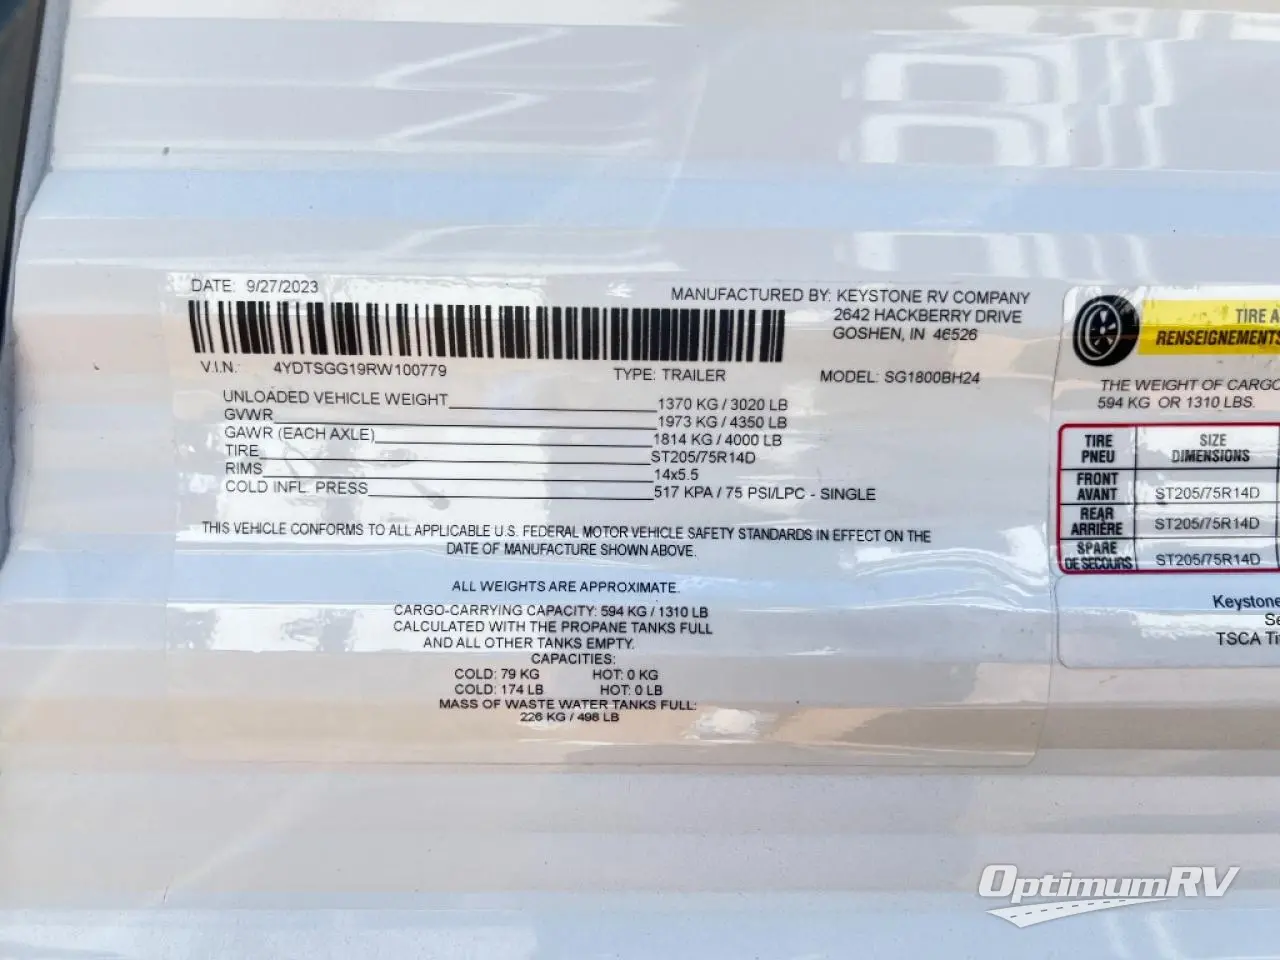 DATE: 9/27/2023
MANUFACTURED BY: KEYSTONE RV COMPANY
2642 HACKBERRY DRIVE
GOSHEN, IN 46526
V.I.N.: 4YDTSGG19RW100779 TYPE: TRAILER MODEL: SG1800BH24
UNLOADED VEHICLE WEIGHT 1370 KG / 3020 LB
GVWR 1973 KG / 4350 LB
GAWR (EACH AXLE) 1814 KG / 4000 LB
TIRE ST205/75R14D
RIMS 14x5.5
COLD INFL. PRESS 517 KPA / 75 PSI/LPC - SINGLE
THIS VEHICLE CONFORMS TO ALL APPLICABLE U.S. FEDERAL MOTOR VEHICLE SAFETY STANDARDS IN EFFECT ON THE
DATE OF MANUFACTURE SHOWN ABOVE.
ALL WEIGHTS ARE APPROXIMATE.
CARGO-CARRYING CAPACITY: 594 KG / 1310 LB
CALCULATED WITH THE PROPANE TANKS FULL
AND ALL OTHER TANKS EMPTY.
CAPACITIES:
COLD: 79 KG HOT: 0 KG
COLD: 174 LB HOT: 0 LB
MASS OF WASTE WATER TANKS FULL:
226 KG / 498 LB
TIRE A
RENSEIGNEMENTS
THE WEIGHT OF CARGO
594 KG OR 1310 LBS.
TIRE SIZE
PNEU DIMENSIONS
FRONT
AVANT ST205/75R14D
REAR
ARRIÈRE ST205/75R14D
SPARE
DE SECOURS ST205/75R14D
Keystone
Se
TSCA Ti
OptimumRV